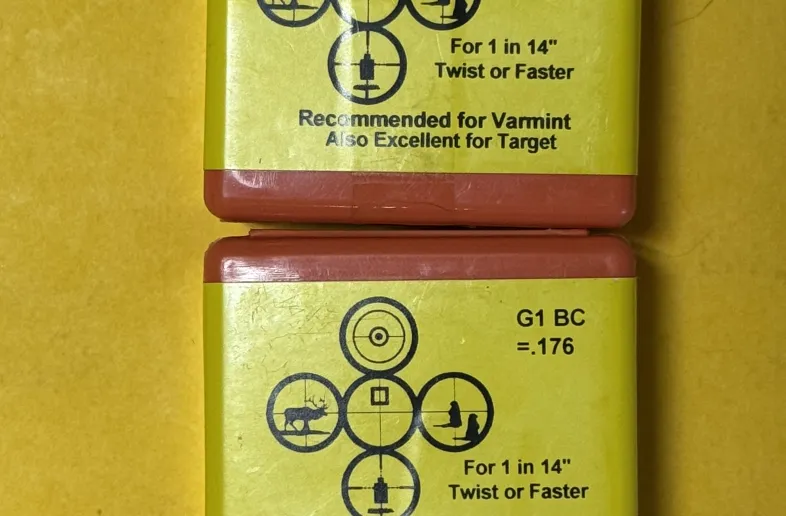 For 1 in 14"
Twist or Faster
Recommended for Varmint
Also Excellent for Target
G1 BC
=.176
For 1 in 14"
Twist or Faster